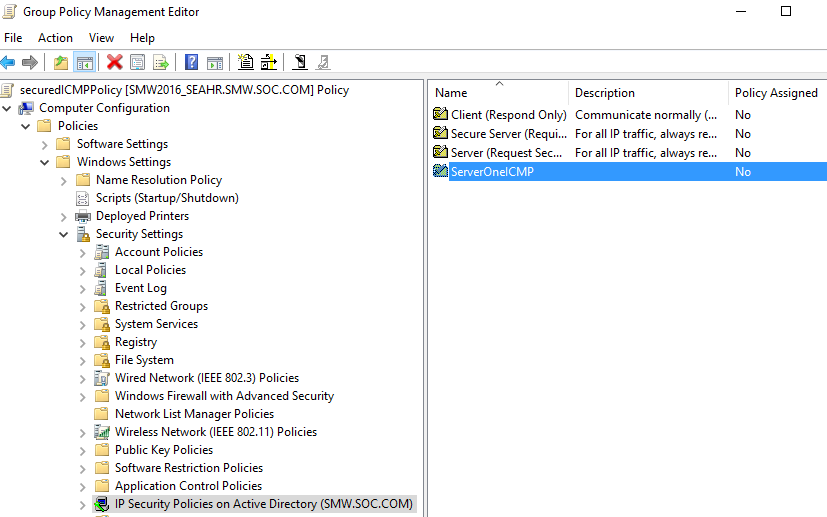 Group Policy Management Editor
File Action View Help
securedICMPPolicy [SMW2016_SEAHR.SMW.SOC.COM] Policy
Computer Configuration
Policies
Software Settings
Windows Settings
Name Resolution Policy
Scripts (Startup/Shutdown)
Deployed Printers
Security Settings
Account Policies
Local Policies
Event Log
Restricted Groups
System Services
Registry
File System
Wired Network (IEEE 802.3) Policies
Windows Firewall with Advanced Security
Network List Manager Policies
Wireless Network (IEEE 802.11) Policies
Public Key Policies
Software Restriction Policies
Application Control Policies
IP Security Policies on Active Directory (SMW.SOC.COM)
Name Description Policy Assigned
Client (Respond Only) Communicate normally (... No
Secure Server (Requi... For all IP traffic, always re... No
Server (Request Sec... For all IP traffic, always re... No
ServerOneICMP No